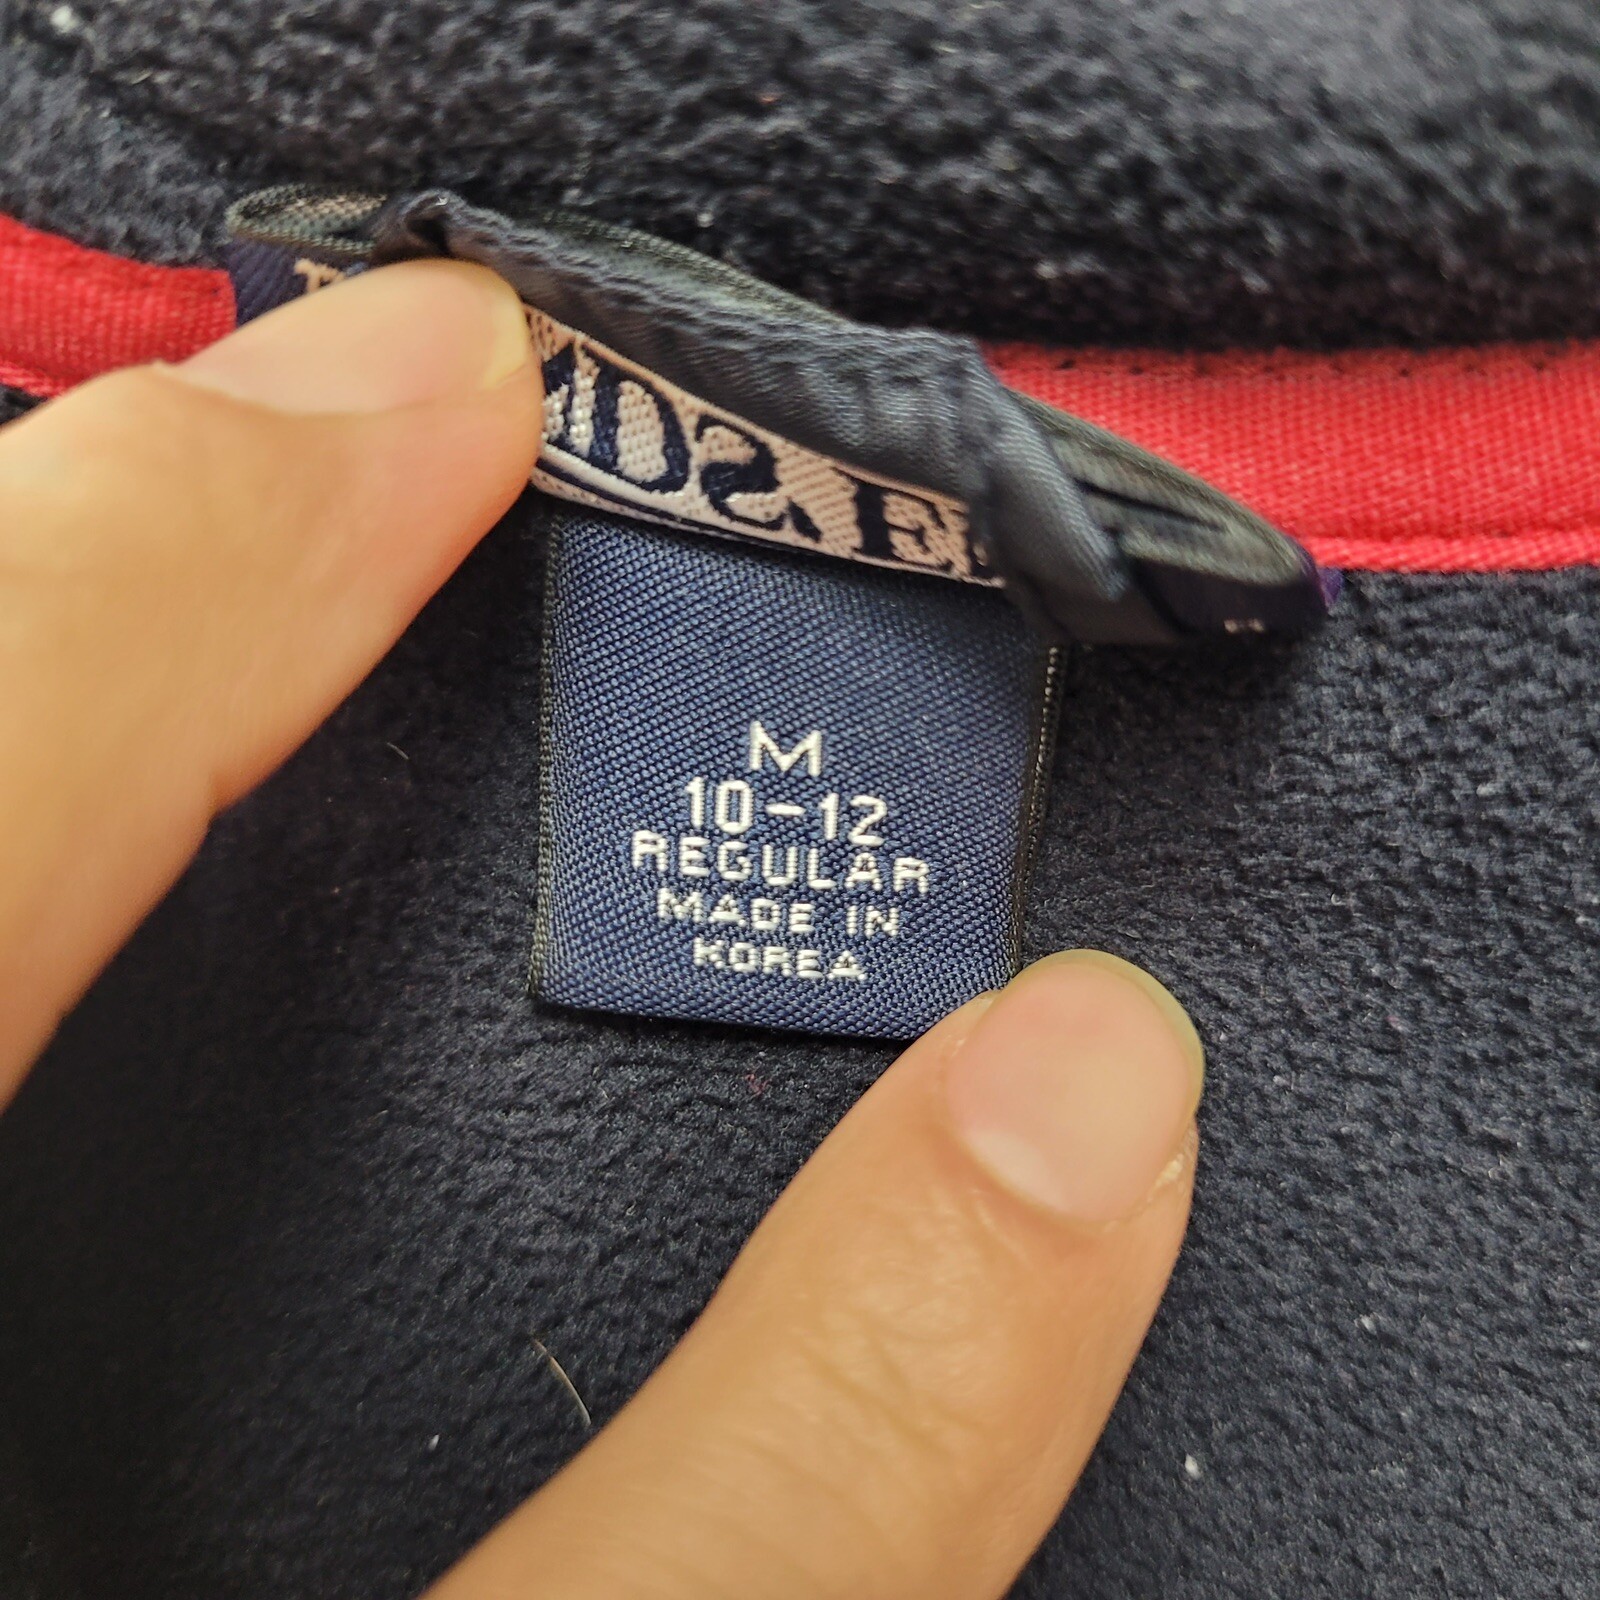 M
10-12
REGULAR
MADE IN
KOREA